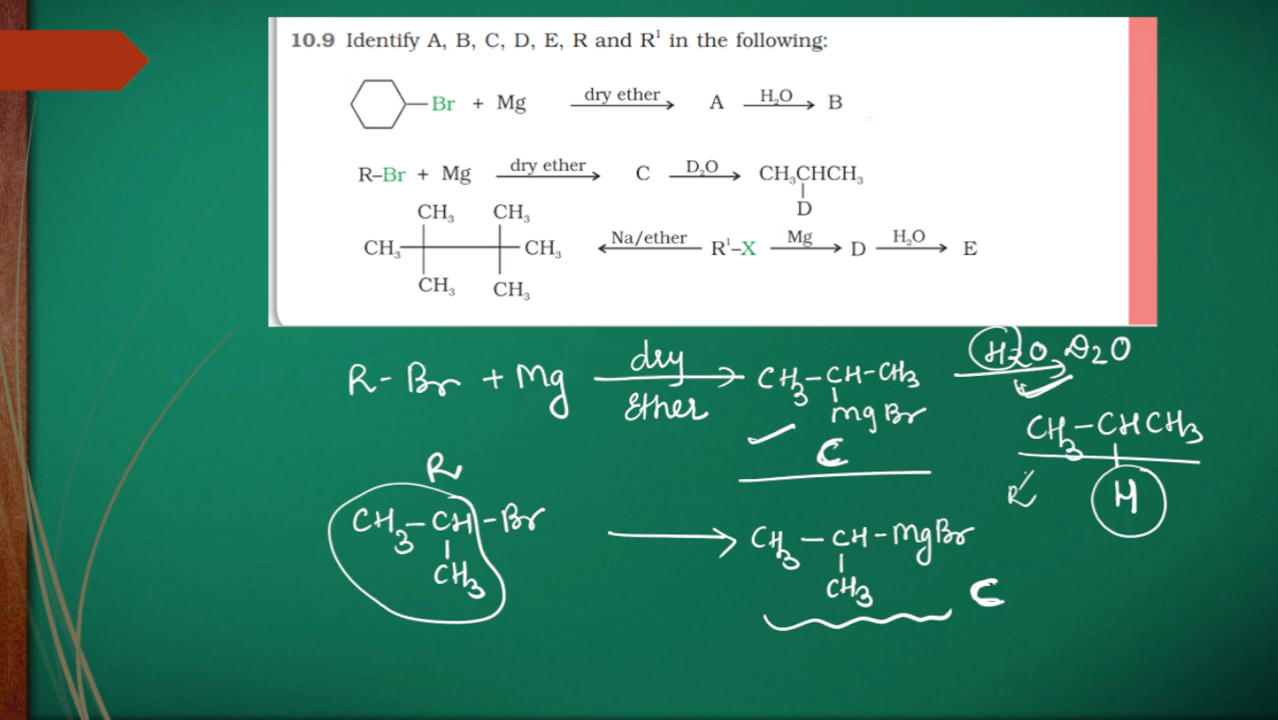 10.9 Identify A, B, C, D, E, R and R¹ in the following:
Br + Mg dry ether → A H₂O → B
R–Br + Mg dry ether → C D₂O → CH₃CHCH₃
D
CH₃ CH₃
CH₃ CH₃ ← Na/ether R¹–X Mg → D H₂O → E
CH₃ CH₃
R - Br + Mg dry Ether → CH₃-CH-CH₃ H₂O, D₂O
MgBr
C
CH₃-CHCH₃
H
R
CH₃-CH-Br → CH₃-CH-MgBr
CH₃ CH₃ C